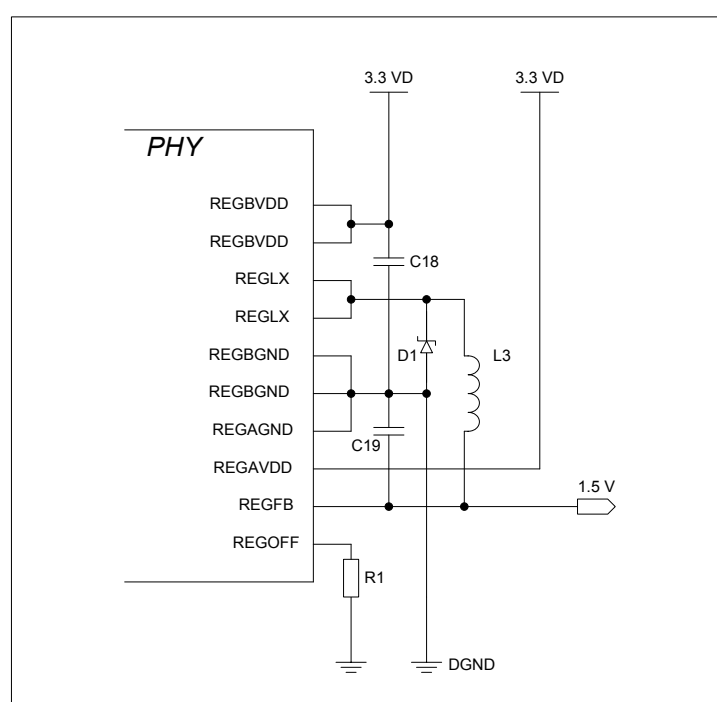 3.3 VD 3.3 VD
PHY
REGBVDD
REGBVDD
C18
REGLX
REGLX
REGBGND
D1 L3
REGBGND
REGAGND
C19
REGAVDD
1.5 V
REGFB
REGOFF
R1
DGND